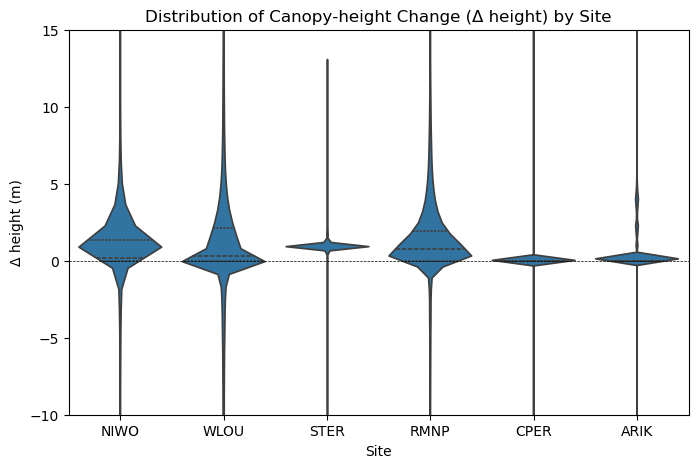 Distribution of Canopy-height Change (Δ height) by Site
15
10
5
0
−5
−10
Δ height (m)
NIWO WLOU STER RMNP CPER ARIK
Site